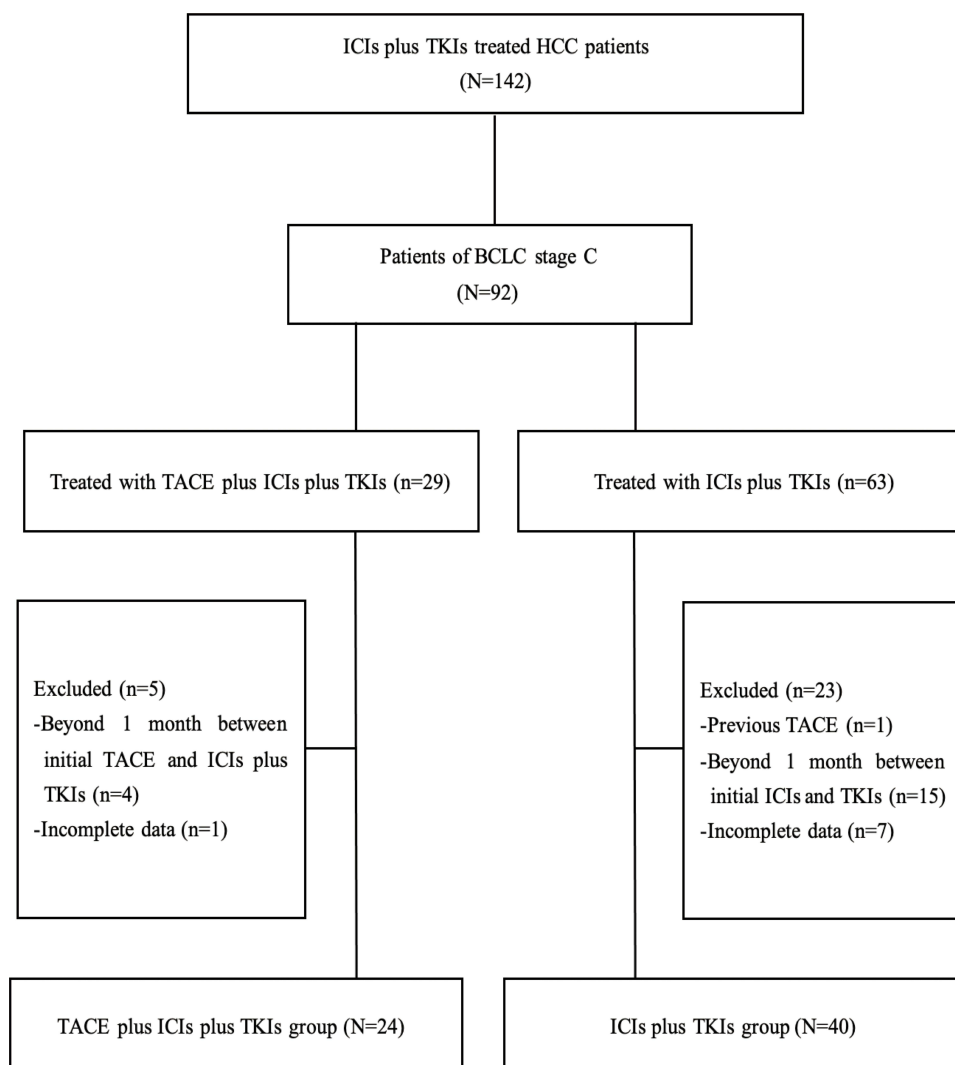 ICIs plus TKIs treated HCC patients
(N=142)
Patients of BCLC stage C
(N=92)
Treated with TACE plus ICIs plus TKIs (n=29)
Treated with ICIs plus TKIs (n=63)
Excluded (n=5)
-Beyond 1 month between
initial TACE and ICIs plus
TKIs (n=4)
-Incomplete data (n=1)
Excluded (n=23)
-Previous TACE (n=1)
-Beyond 1 month between
initial ICIs and TKIs (n=15)
-Incomplete data (n=7)
TACE plus ICIs plus TKIs group (N=24)
ICIs plus TKIs group (N=40)